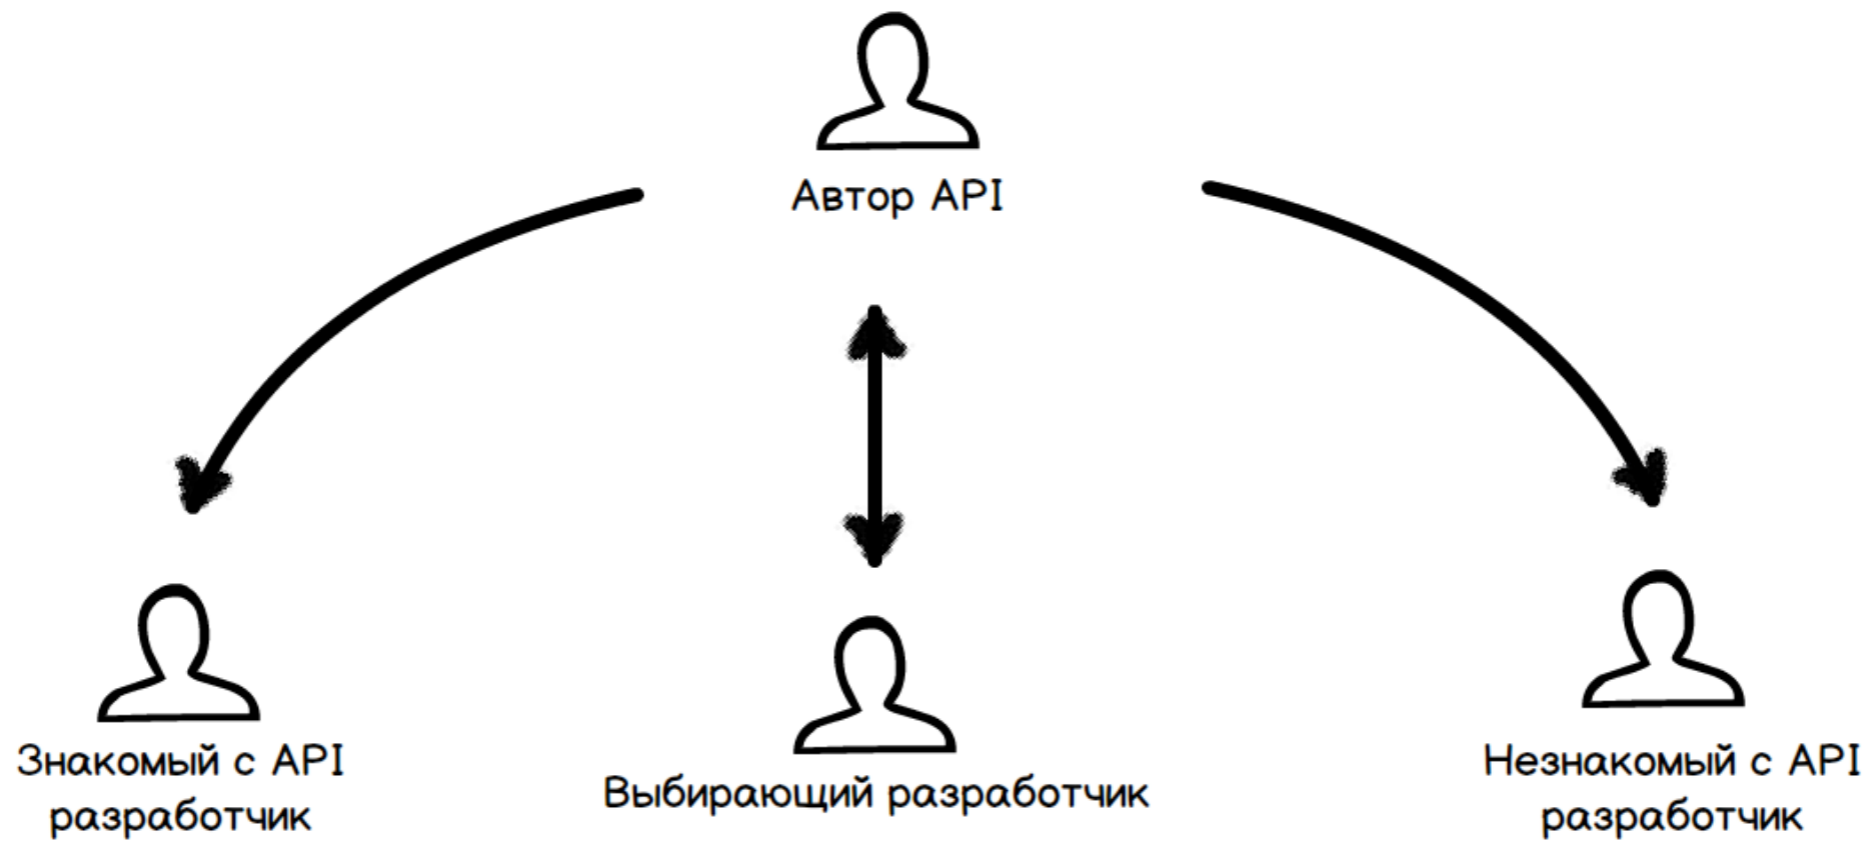 Автор API
Знакомый с API
разработчик
Выбирающий разработчик
Незнакомый с API
разработчик